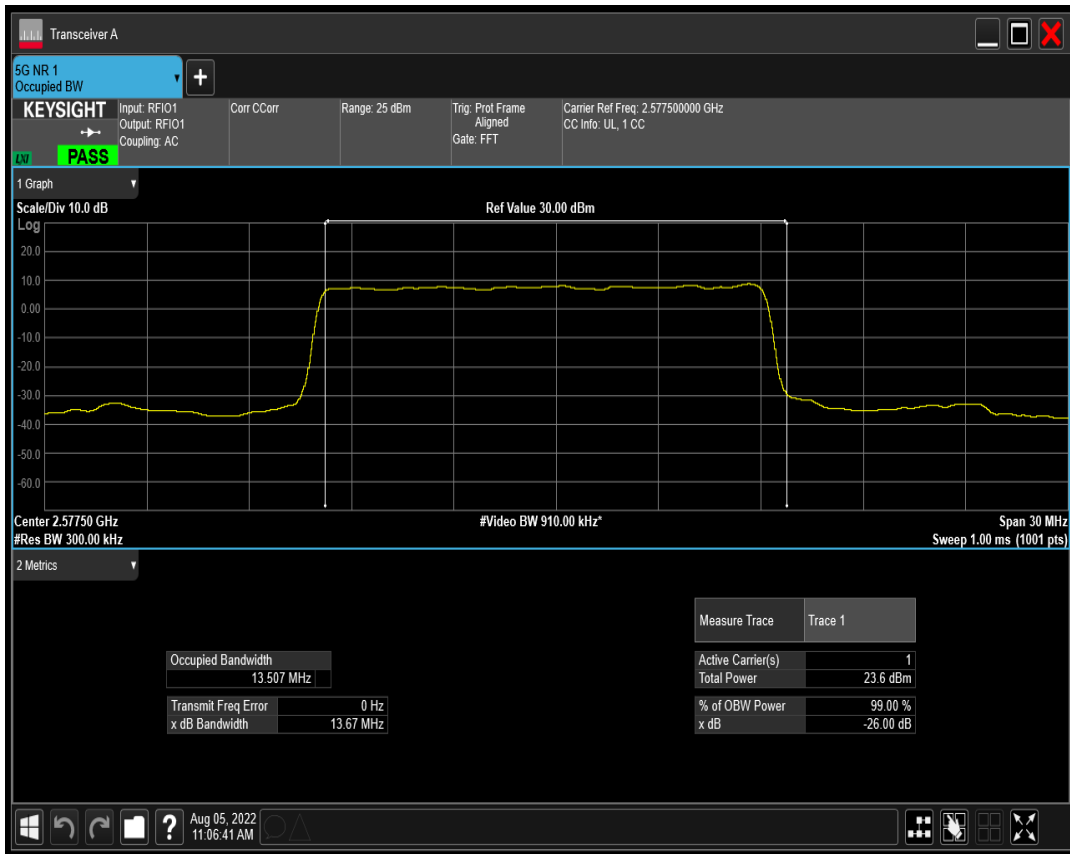 Transceiver A
5G NR 1
Occupied BW
+
KEYSIGHT
LXI
PASS
Input: RFIO1
Output: RFIO1
Coupling: AC
Corr CCorr
Range: 25 dBm
Trig: Prot Frame
Aligned
Gate: FFT
Carrier Ref Freq: 2.577500000 GHz
CC Info: UL, 1 CC
1 Graph
Scale/Div 10.0 dB
Ref Value 30.00 dBm
Log
20.0
10.0
0.00
-10.0
-20.0
-30.0
-40.0
-50.0
-60.0
Center 2.57750 GHz
#Video BW 910.00 kHz*
Span 30 MHz
#Res BW 300.00 kHz
Sweep 1.00 ms (1001 pts)
2 Metrics
Measure Trace Trace 1
Occupied Bandwidth
13.507 MHz
Active Carrier(s) 1
Total Power 23.6 dBm
Transmit Freq Error 0 Hz
x dB Bandwidth 13.67 MHz
% of OBW Power 99.00 %
x dB -26.00 dB
?
Aug 05, 2022
11:06:41 AM